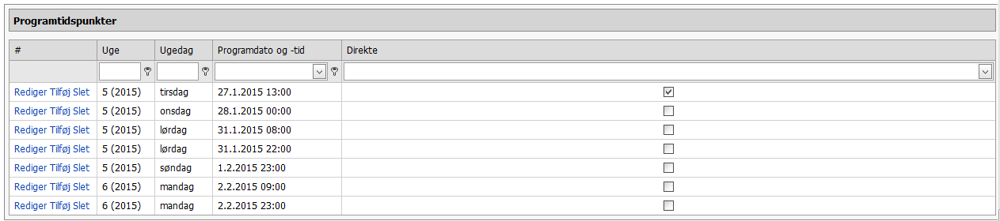 Programtidspunkter
# Uge Ugedag Programdato og -tid Direkte
Rediger Tilføj Slet 5 (2015) tirsdag 27.1.2015 13:00
Rediger Tilføj Slet 5 (2015) onsdag 28.1.2015 00:00
Rediger Tilføj Slet 5 (2015) lørdag 31.1.2015 08:00
Rediger Tilføj Slet 5 (2015) lørdag 31.1.2015 22:00
Rediger Tilføj Slet 5 (2015) søndag 1.2.2015 23:00
Rediger Tilføj Slet 6 (2015) mandag 2.2.2015 09:00
Rediger Tilføj Slet 6 (2015) mandag 2.2.2015 23:00